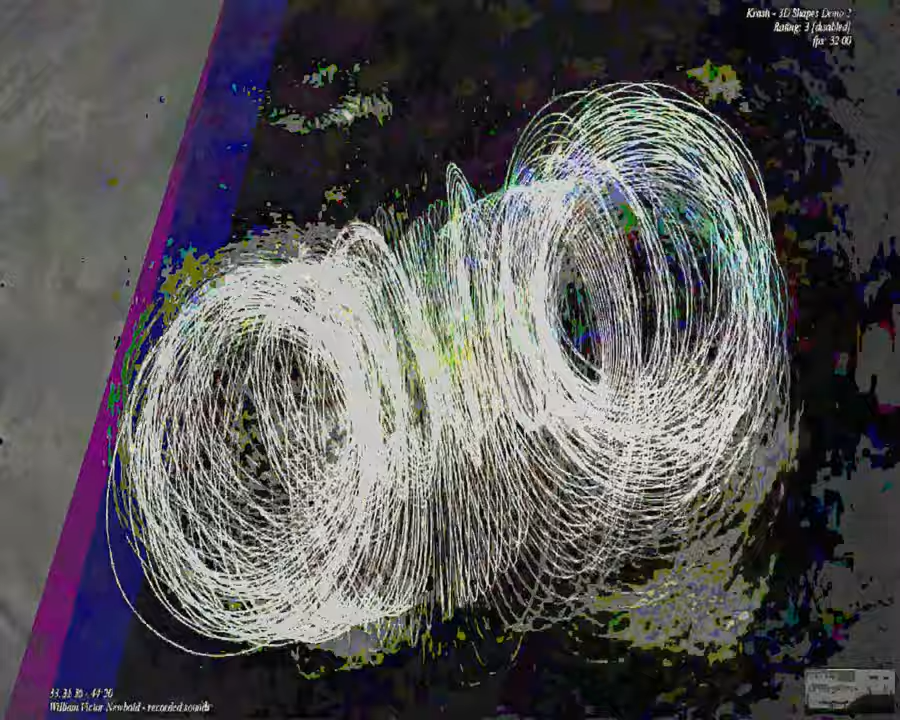 Krash - 3D Shapes Demo 2
Rating: 3 [disabled]
fps: 32.00
William Victor Newbold - recorded sounds